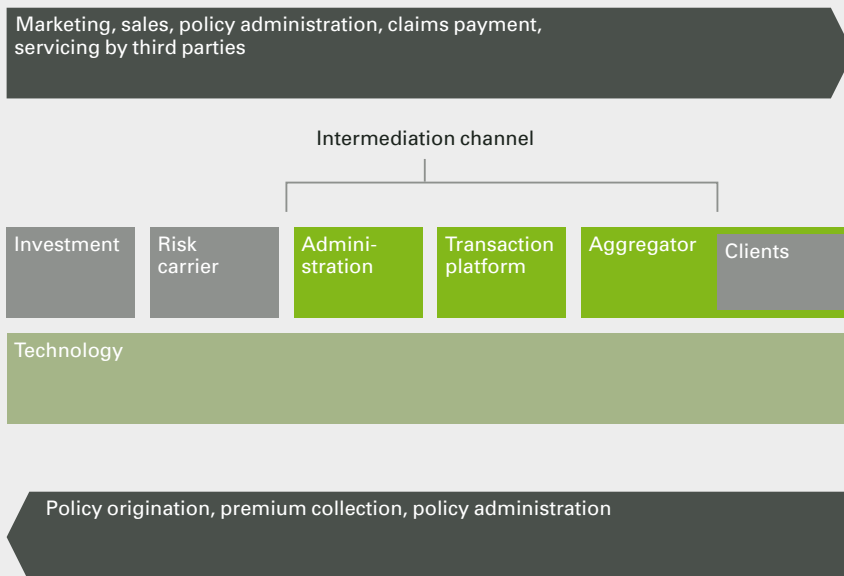 Marketing, sales, policy administration, claims payment,
servicing by third parties
Intermediation channel
Investment
Risk
carrier
Admini-
stration
Transaction
platform
Aggregator
Clients
Technology
Policy origination, premium collection, policy administration